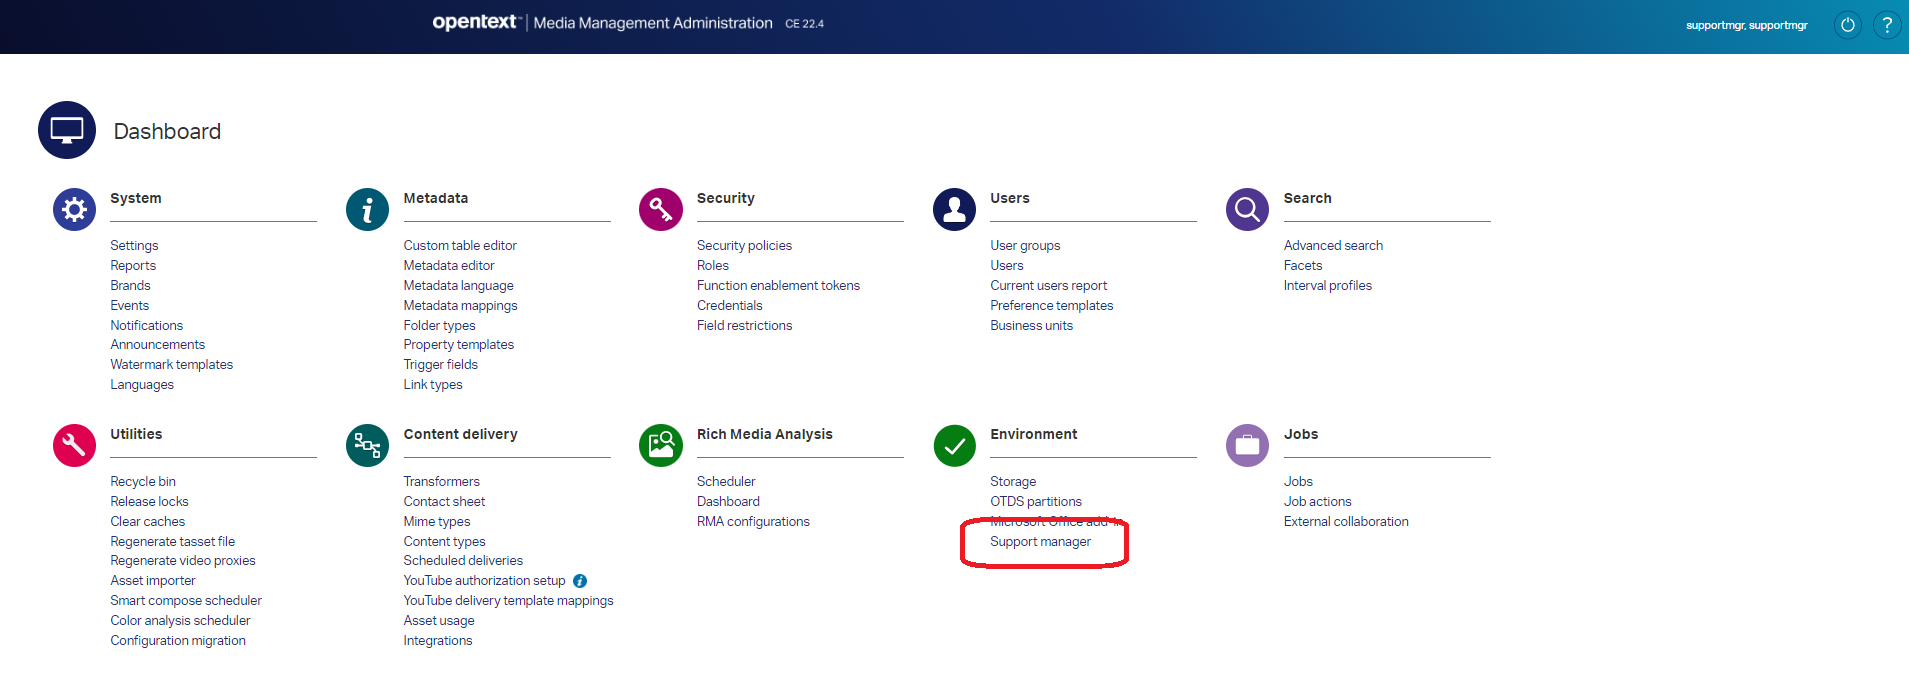 opentext™ | Media Management Administration CE 22.4
supportmgr, supportmgr
?
Dashboard
System
Settings
Reports
Brands
Events
Notifications
Announcements
Watermark templates
Languages
Metadata
Custom table editor
Metadata editor
Metadata language
Metadata mappings
Folder types
Property templates
Trigger fields
Link types
Security
Security policies
Roles
Function enablement tokens
Credentials
Field restrictions
Users
User groups
Users
Current users report
Preference templates
Business units
Search
Advanced search
Facets
Interval profiles
Utilities
Recycle bin
Release locks
Clear caches
Regenerate tasset file
Regenerate video proxies
Asset importer
Smart compose scheduler
Color analysis scheduler
Configuration migration
Content delivery
Transformers
Contact sheet
Mime types
Content types
Scheduled deliveries
YouTube authorization setup i
YouTube delivery template mappings
Asset usage
Integrations
Rich Media Analysis
Scheduler
Dashboard
RMA configurations
Environment
Storage
OTDS partitions
Microsoft Office
Support manager
Jobs
Jobs
Job actions
External collaboration